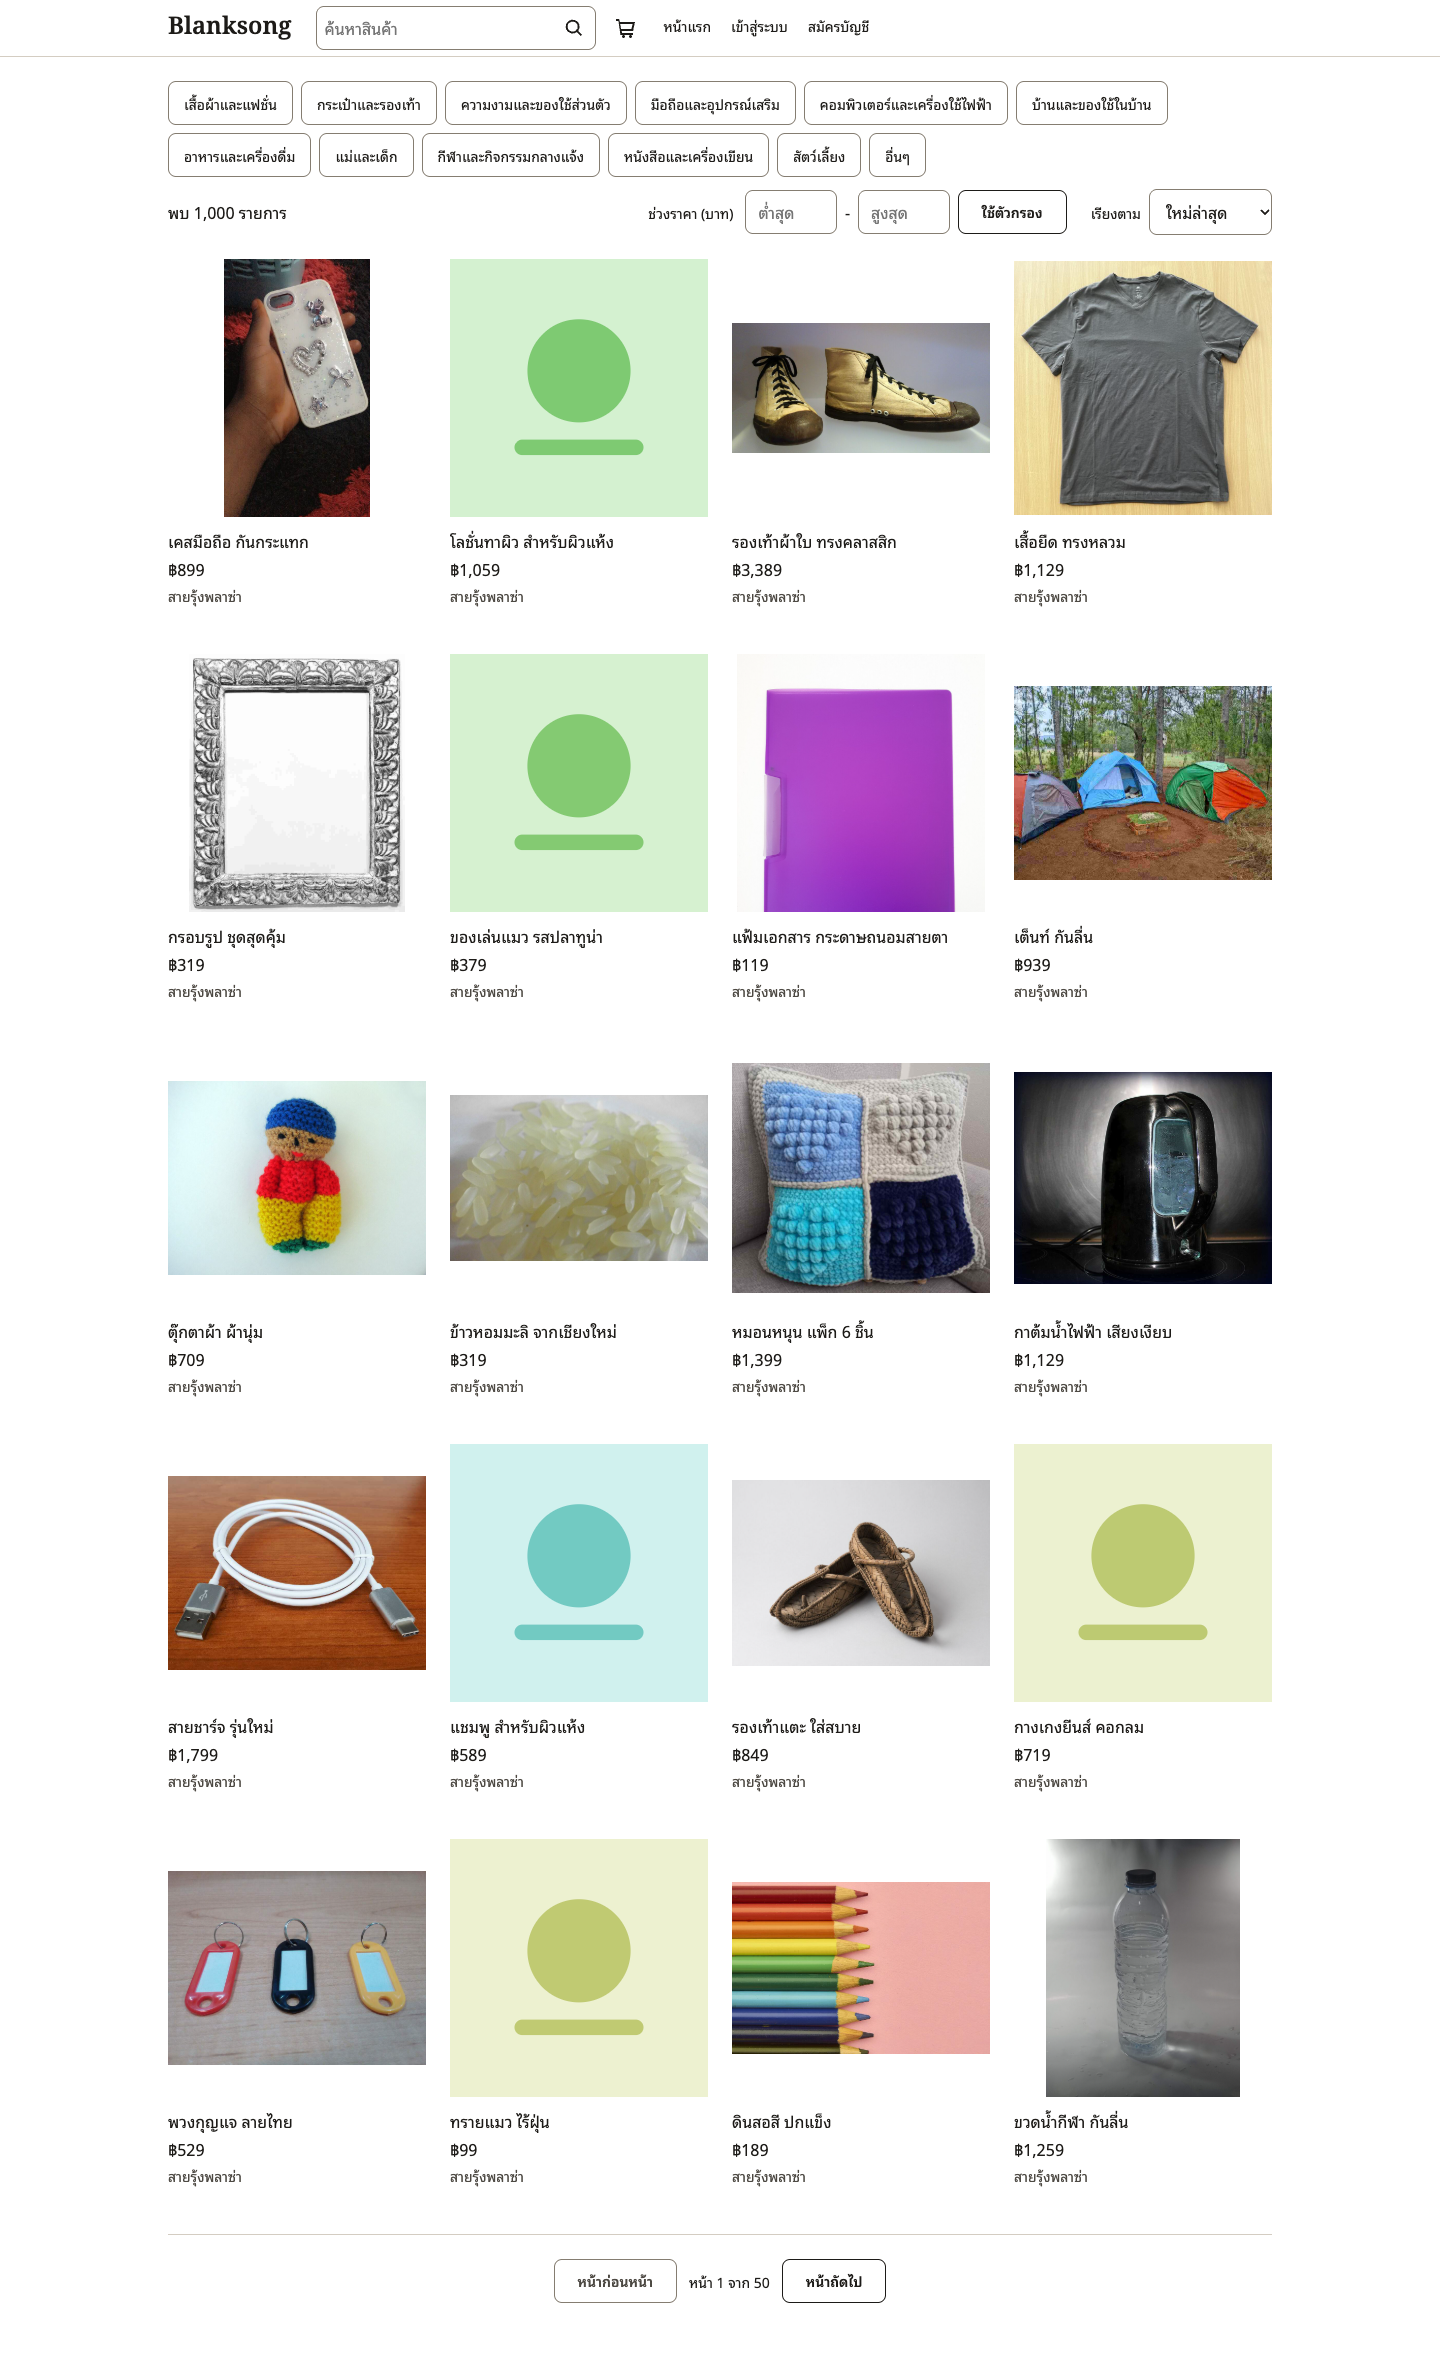 Blanksong
ค้นหาสินค้า
หน้าแรก
เข้าสู่ระบบ
สมัครบัญชี
เสื้อผ้าและแฟชั่น
กระเป๋าและรองเท้า
ความงามและของใช้ส่วนตัว
มือถือและอุปกรณ์เสริม
คอมพิวเตอร์และเครื่องใช้ไฟฟ้า
บ้านและของใช้ในบ้าน
อาหารและเครื่องดื่ม
แม่และเด็ก
กีฬาและกิจกรรมกลางแจ้ง
หนังสือและเครื่องเขียน
สัตว์เลี้ยง
อื่นๆ
พบ 1,000 รายการ
ช่วงราคา (บาท)
ต่ำสุด
-
สูงสุด
ใช้ตัวกรอง
เรียงตาม
ใหม่ล่าสุด
เคสมือถือ กันกระแทก
฿899
สายรุ้งพลาซ่า
โลชั่นทาผิว สำหรับผิวแห้ง
฿1,059
สายรุ้งพลาซ่า
รองเท้าผ้าใบ ทรงคลาสสิก
฿3,389
สายรุ้งพลาซ่า
เสื้อยืด ทรงหลวม
฿1,129
สายรุ้งพลาซ่า
กรอบรูป ชุดสุดคุ้ม
฿319
สายรุ้งพลาซ่า
ของเล่นแมว รสปลาทูน่า
฿379
สายรุ้งพลาซ่า
แฟ้มเอกสาร กระดาษถนอมสายตา
฿119
สายรุ้งพลาซ่า
เต็นท์ กันลื่น
฿939
สายรุ้งพลาซ่า
ตุ๊กตาผ้า ผ้านุ่ม
฿709
สายรุ้งพลาซ่า
ข้าวหอมมะลิ จากเชียงใหม่
฿319
สายรุ้งพลาซ่า
หมอนหนุน แพ็ก 6 ชิ้น
฿1,399
สายรุ้งพลาซ่า
กาต้มน้ำไฟฟ้า เสียงเงียบ
฿1,129
สายรุ้งพลาซ่า
สายชาร์จ รุ่นใหม่
฿1,799
สายรุ้งพลาซ่า
แชมพู สำหรับผิวแห้ง
฿589
สายรุ้งพลาซ่า
รองเท้าแตะ ใส่สบาย
฿849
สายรุ้งพลาซ่า
กางเกงยีนส์ คอกลม
฿719
สายรุ้งพลาซ่า
พวงกุญแจ ลายไทย
฿529
สายรุ้งพลาซ่า
ทรายแมว ไร้ฝุ่น
฿99
สายรุ้งพลาซ่า
ดินสอสี ปกแข็ง
฿189
สายรุ้งพลาซ่า
ขวดน้ำกีฬา กันลื่น
฿1,259
สายรุ้งพลาซ่า
หน้าก่อนหน้า
หน้า 1 จาก 50
หน้าถัดไป